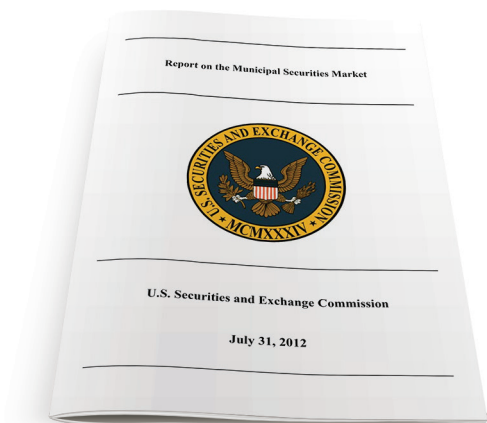 Report on the Municipal Securities Market
U.S. SECURITIES AND EXCHANGE COMMISSION
★ MCMXXXIV ★
U.S. Securities and Exchange Commission
July 31, 2012